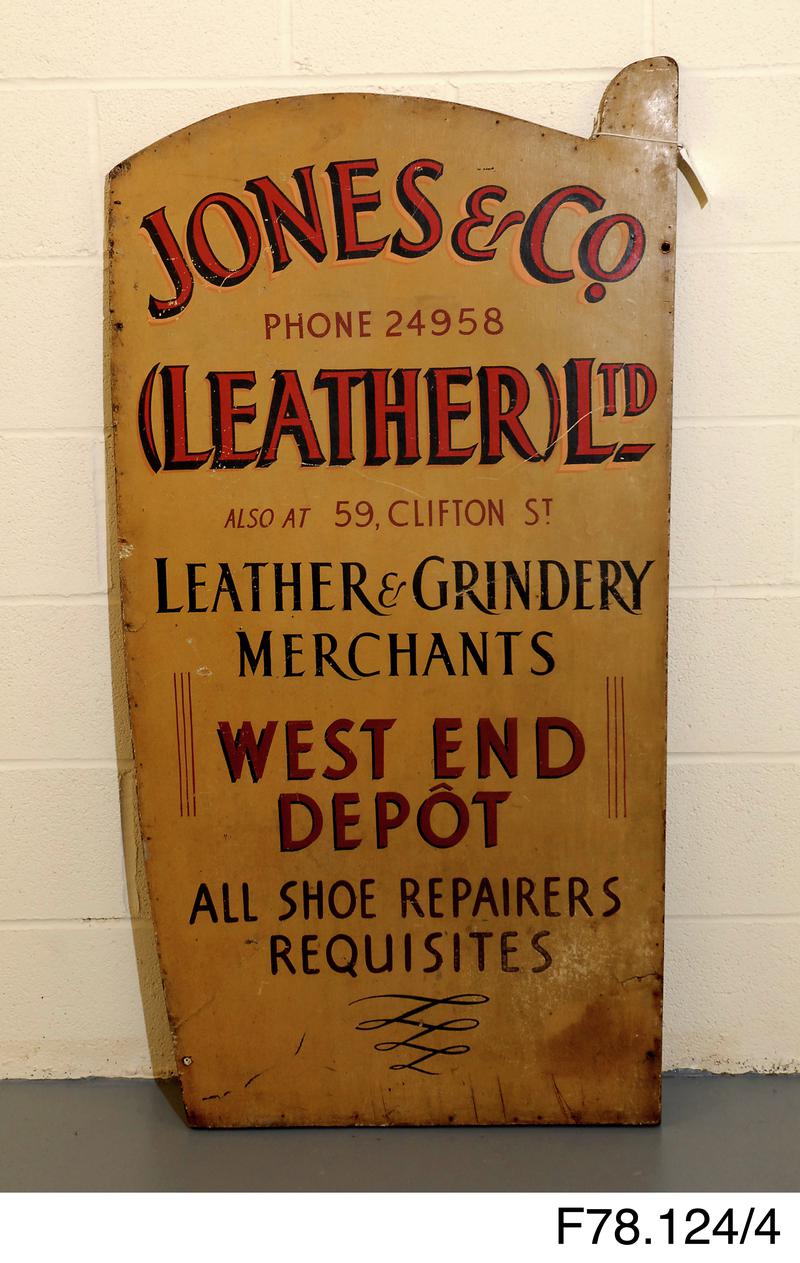 JONES & Co
PHONE 24958
(LEATHER) LTD
ALSO AT 59, CLIFTON ST
LEATHER & GRINDERY
MERCHANTS
WEST END
DEPÔT
ALL SHOE REPAIRERS
REQUISITES
F78.124/4